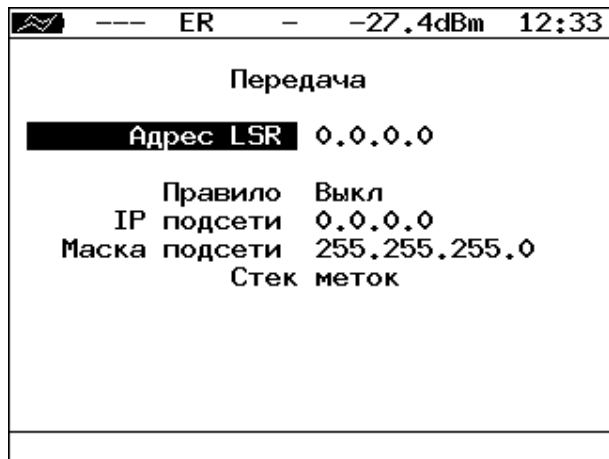 --- ER - -27.4dBm 12:33
Передача
Адрес LSR 0.0.0.0
Правило Выкл
IP подсети 0.0.0.0
Маска подсети 255.255.255.0
Стек меток